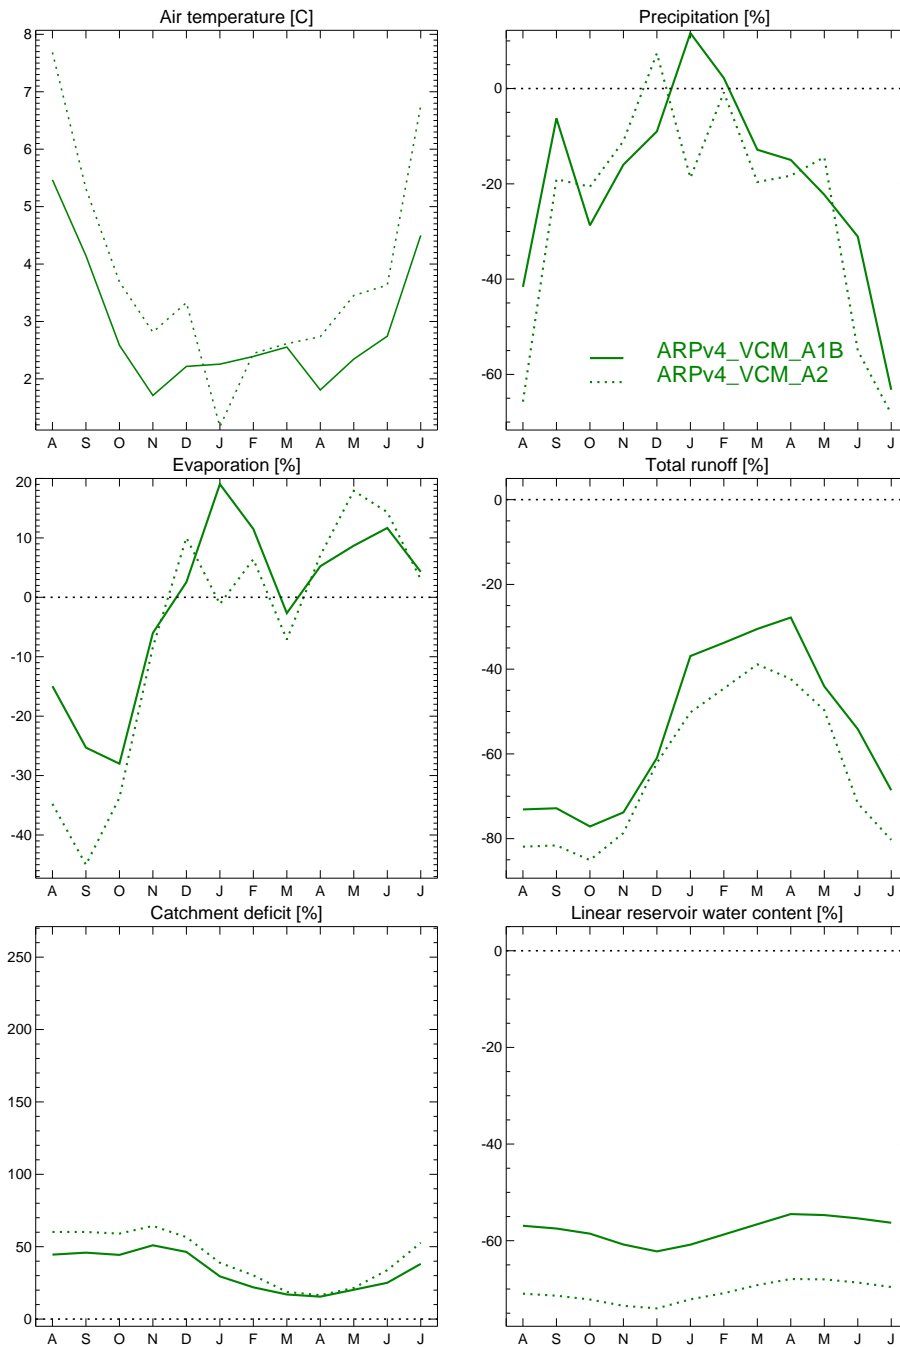 Air temperature [C]
8
7
6
5
4
3
2
A S O N D J F M A M J J
Precipitation [%]
0
-20
-40
-60
ARPv4_VCM_A1B
ARPv4_VCM_A2
A S O N D J F M A M J J
Evaporation [%]
20
10
0
-10
-20
-30
-40
A S O N D J F M A M J J
Total runoff [%]
0
-20
-40
-60
-80
A S O N D J F M A M J J
Catchment deficit [%]
250
200
150
100
50
0
A S O N D J F M A M J J
Linear reservoir water content [%]
0
-20
-40
-60
A S O N D J F M A M J J